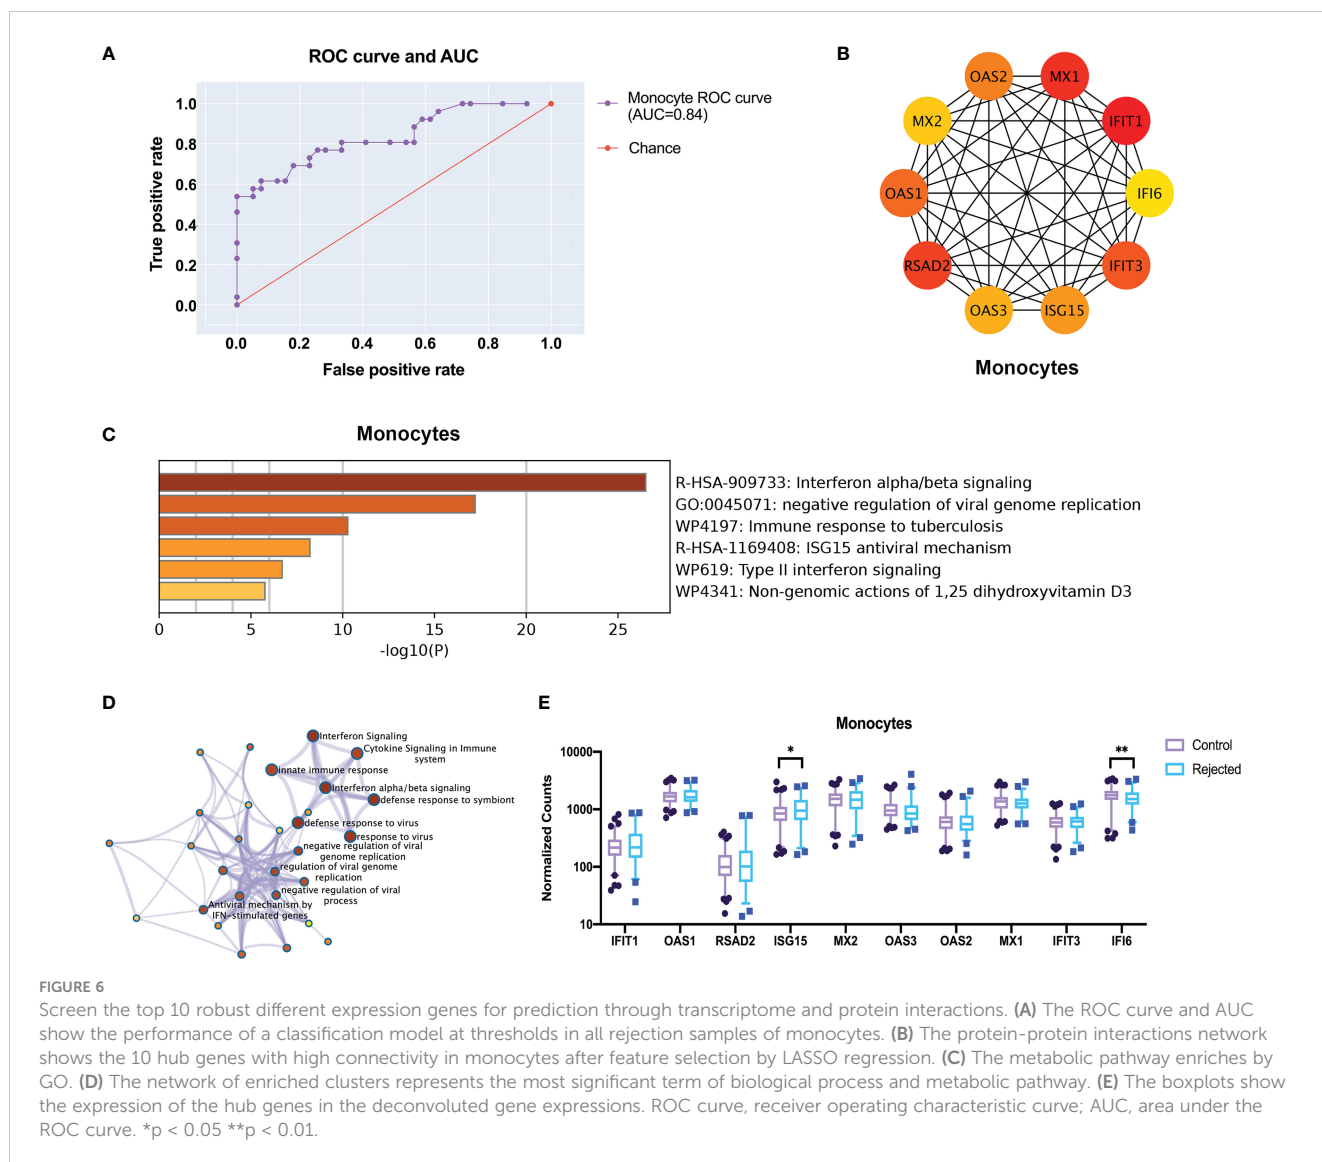 A
ROC curve and AUC
1.0
0.8
0.6
0.4
0.2
0.0
True positive rate
0.0 0.2 0.4 0.6 0.8 1.0
False positive rate
Monocyte ROC curve
(AUC=0.84)
Chance
B
OAS2
MX1
MX2
IFIT1
OAS1
IFI6
RSAD2
IFIT3
OAS3
ISG15
Monocytes
C
Monocytes
R-HSA-909733: Interferon alpha/beta signaling
GO:0045071: negative regulation of viral genome replication
WP4197: Immune response to tuberculosis
R-HSA-1169408: ISG15 antiviral mechanism
WP619: Type II interferon signaling
WP4341: Non-genomic actions of 1,25 dihydroxyvitamin D3
0 5 10 15 20 25
-log10(P)
D
Interferon Signaling
Cytokine Signaling in Immune
system
innate immune response
Interferon alpha/beta signaling
defense response to symbiont
defense response to virus
response to virus
negative regulation of viral
genome replication
regulation of viral genome
replication
negative regulation of viral
process
Antiviral mechanism by
IFN-stimulated genes
E
Monocytes
10000
1000
100
10
Normalized Counts
*
**
Control
Rejected
IFIT1 OAS1 RSAD2 ISG15 MX2 OAS3 OAS2 MX1 IFIT3 IFI6
FIGURE 6
Screen the top 10 robust different expression genes for prediction through transcriptome and protein interactions. (A) The ROC curve and AUC
show the performance of a classification model at thresholds in all rejection samples of monocytes. (B) The protein-protein interactions network
shows the 10 hub genes with high connectivity in monocytes after feature selection by LASSO regression. (C) The metabolic pathway enriches by
GO. (D) The network of enriched clusters represents the most significant term of biological process and metabolic pathway. (E) The boxplots show
the expression of the hub genes in the deconvoluted gene expressions. ROC curve, receiver operating characteristic curve; AUC, area under the
ROC curve. *p < 0.05 **p < 0.01.